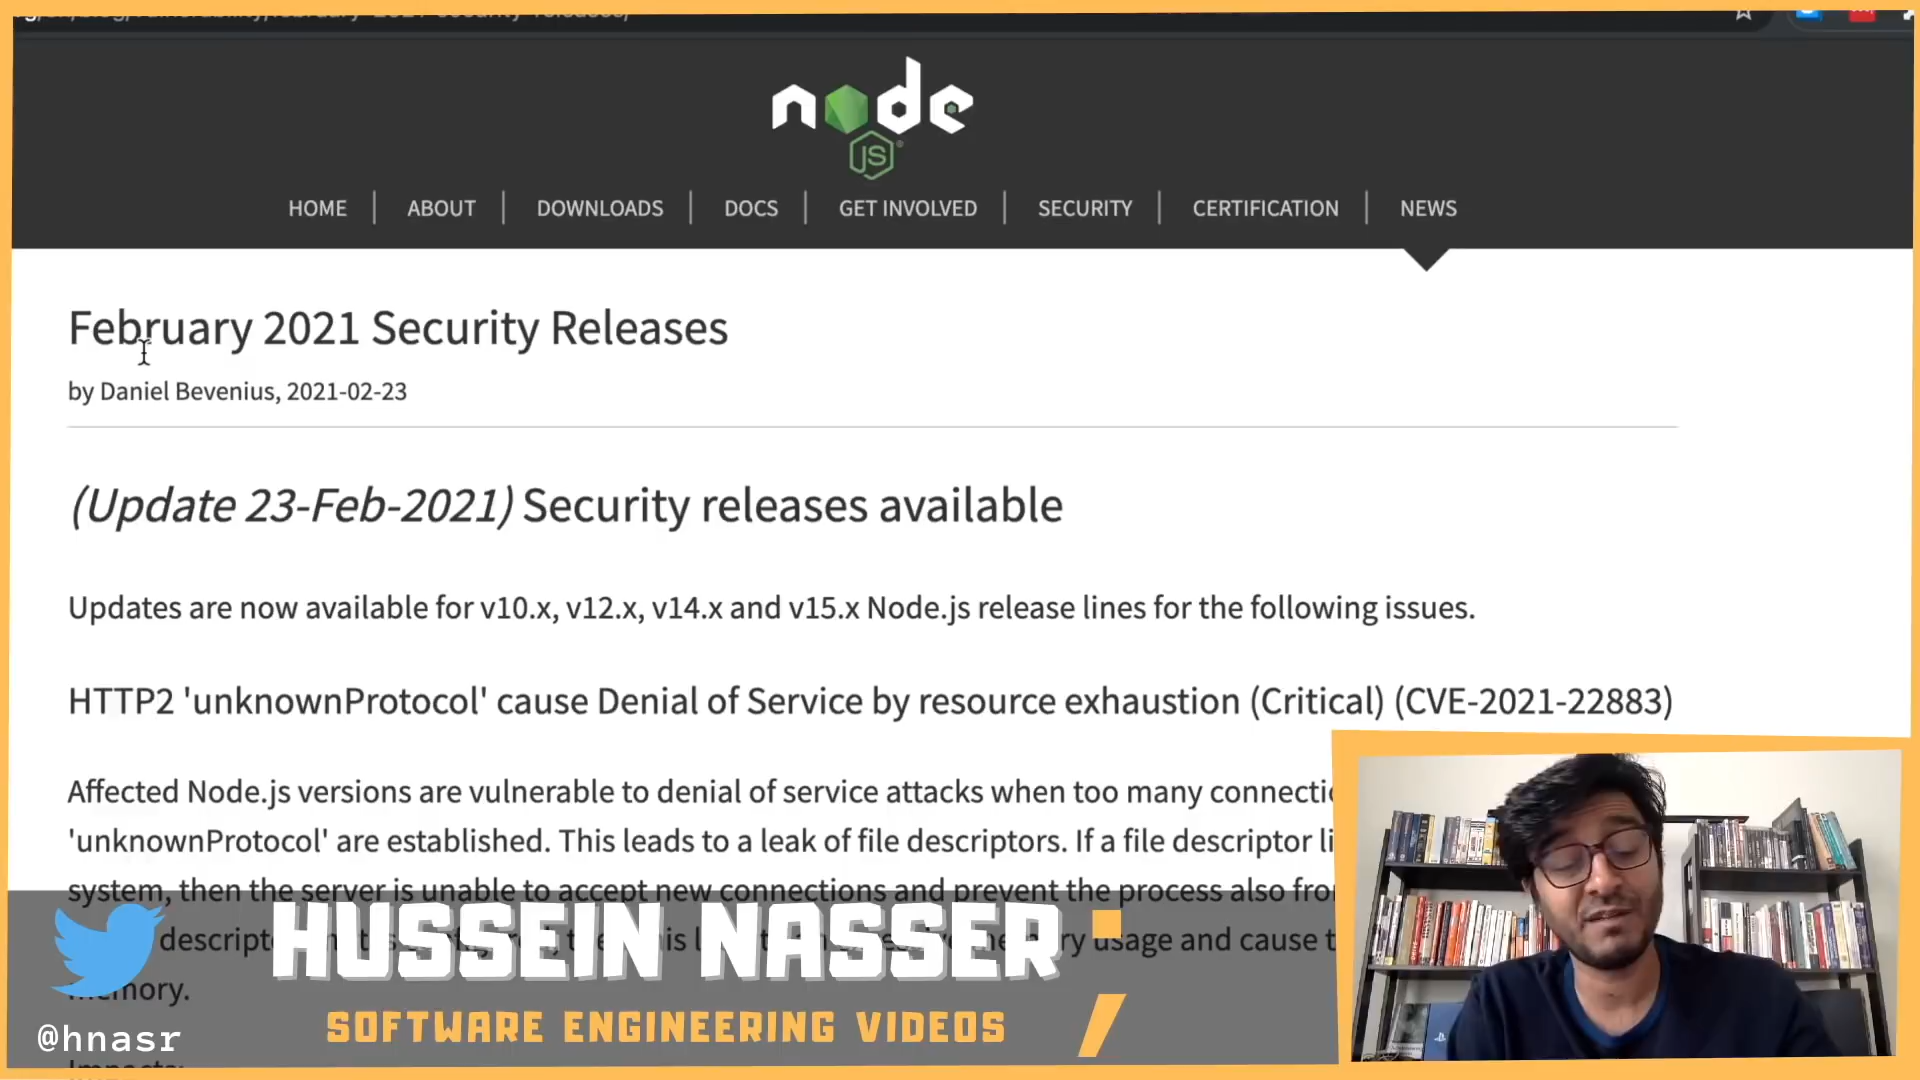 node
JS
HOME
ABOUT
DOWNLOADS
DOCS
GET INVOLVED
SECURITY
CERTIFICATION
NEWS
February 2021 Security Releases
by Daniel Bevenius, 2021-02-23
(Update 23-Feb-2021) Security releases available
Updates are now available for v10.x, v12.x, v14.x and v15.x Node.js release lines for the following issues.
HTTP2 'unknownProtocol' cause Denial of Service by resource exhaustion (Critical) (CVE-2021-22883)
Affected Node.js versions are vulnerable to denial of service attacks when too many
'unknownProtocol' are established. This leads to a leak of file descriptors. If a file descriptor
system, then the server is unable to accept new connections and prevent the process also
usage and cause
memory.
HUSSEIN NASSER
SOFTWARE ENGINEERING VIDEOS
@hnasr